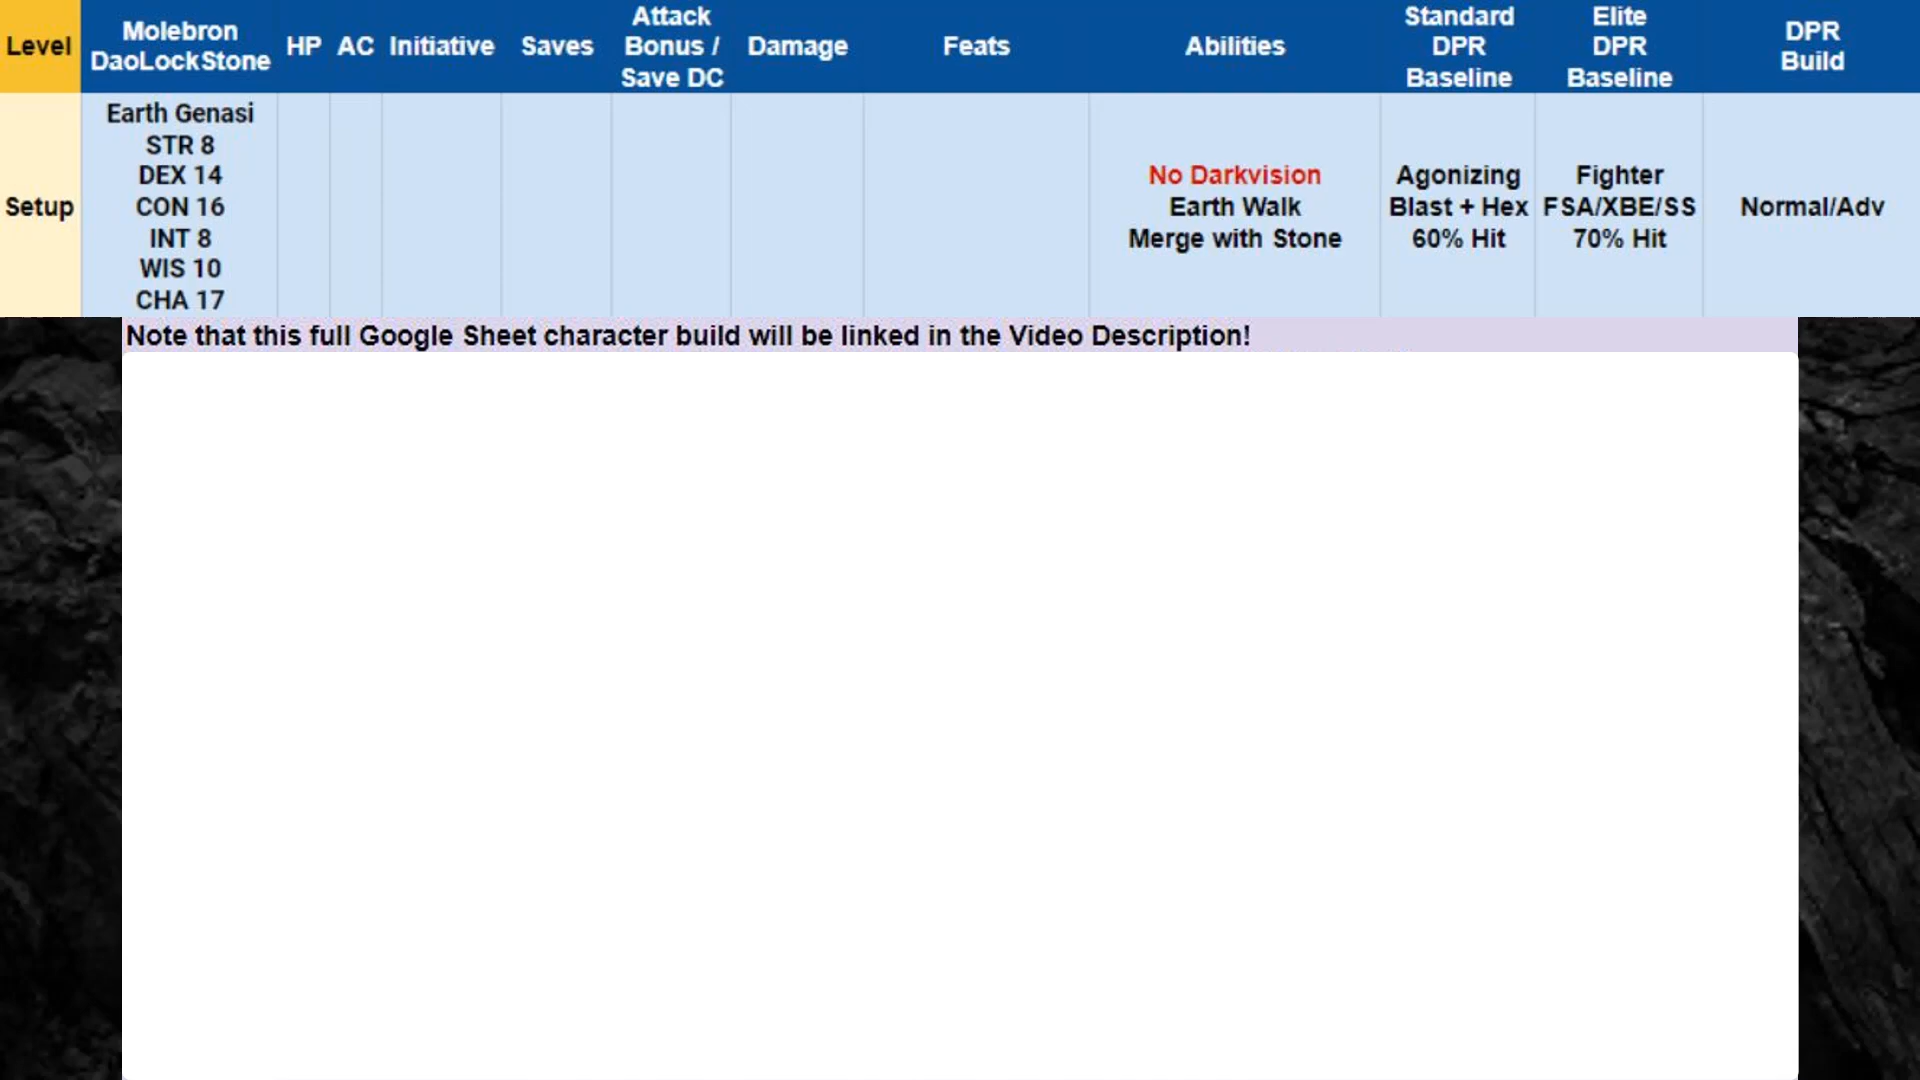 Level
Molebron
DaoLockStone
HP
AC
Initiative
Saves
Attack
Bonus /
Save DC
Damage
Feats
Abilities
Standard
DPR
Baseline
Elite
DPR
Baseline
DPR
Build
Setup
Earth Genasi
STR 8
DEX 14
CON 16
INT 8
WIS 10
CHA 17
No Darkvision
Earth Walk
Merge with Stone
Agonizing
Blast + Hex
60% Hit
Fighter
FSA/XBE/SS
70% Hit
Normal/Adv
Note that this full Google Sheet character build will be linked in the Video Description!